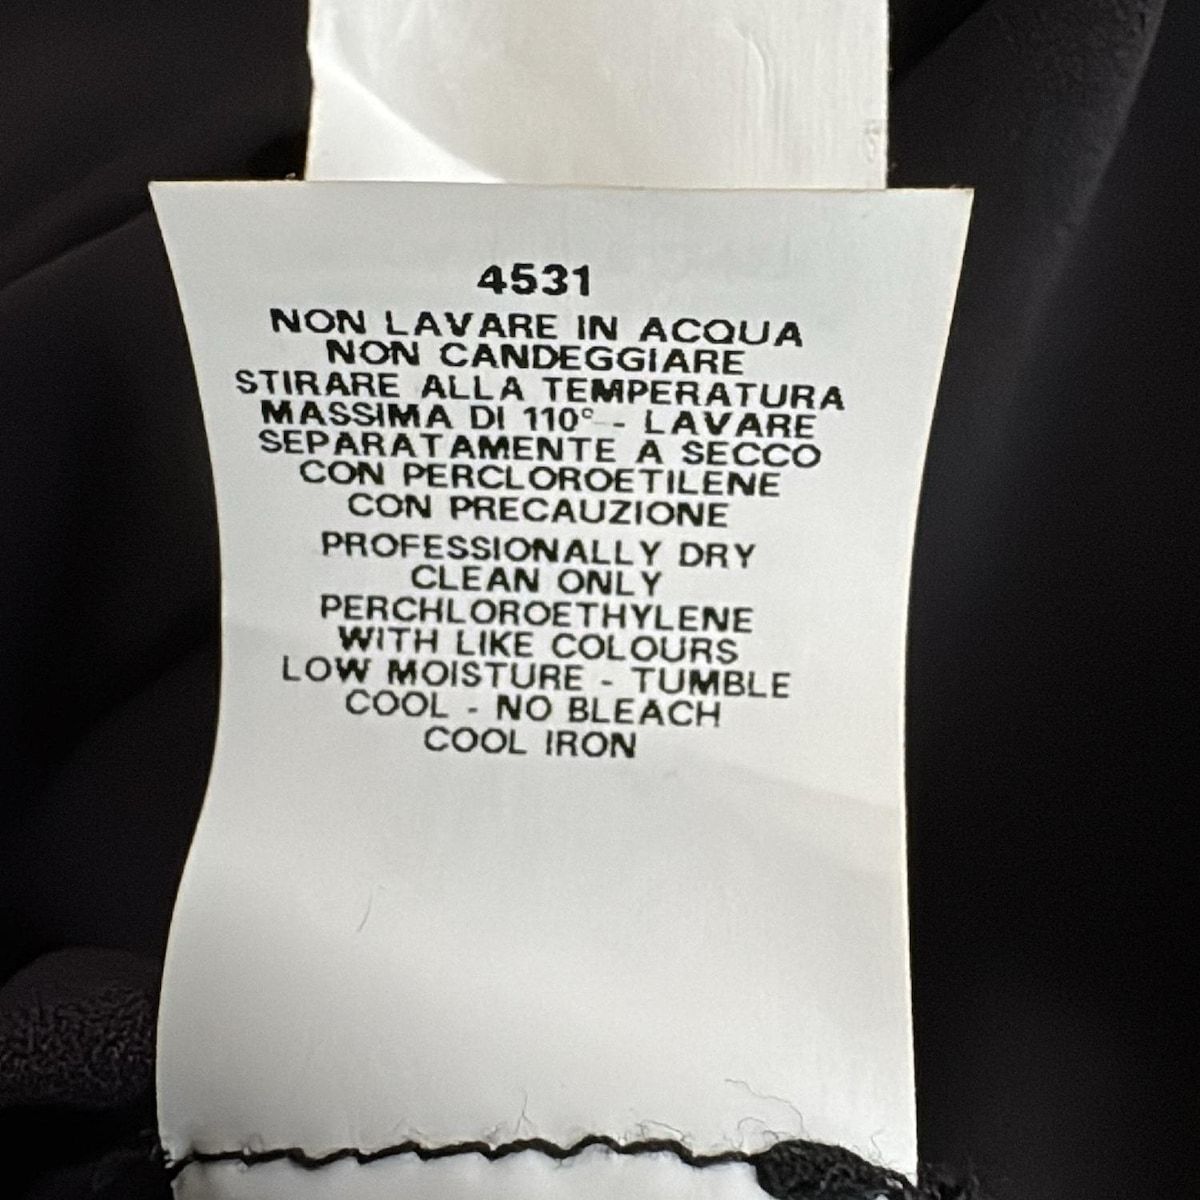 4531
NON LAVARE IN ACQUA
NON CANDEGGIARE
STIRARE ALLA TEMPERATURA
MASSIMA DI 110° - LAVARE
SEPARATAMENTE A SECCO
CON PERCLOROETILENE
CON PRECAUZIONE
PROFESSIONALLY DRY
CLEAN ONLY
PERCHLOROETHYLENE
WITH LIKE COLOURS
LOW MOISTURE - TUMBLE
COOL - NO BLEACH
COOL IRON